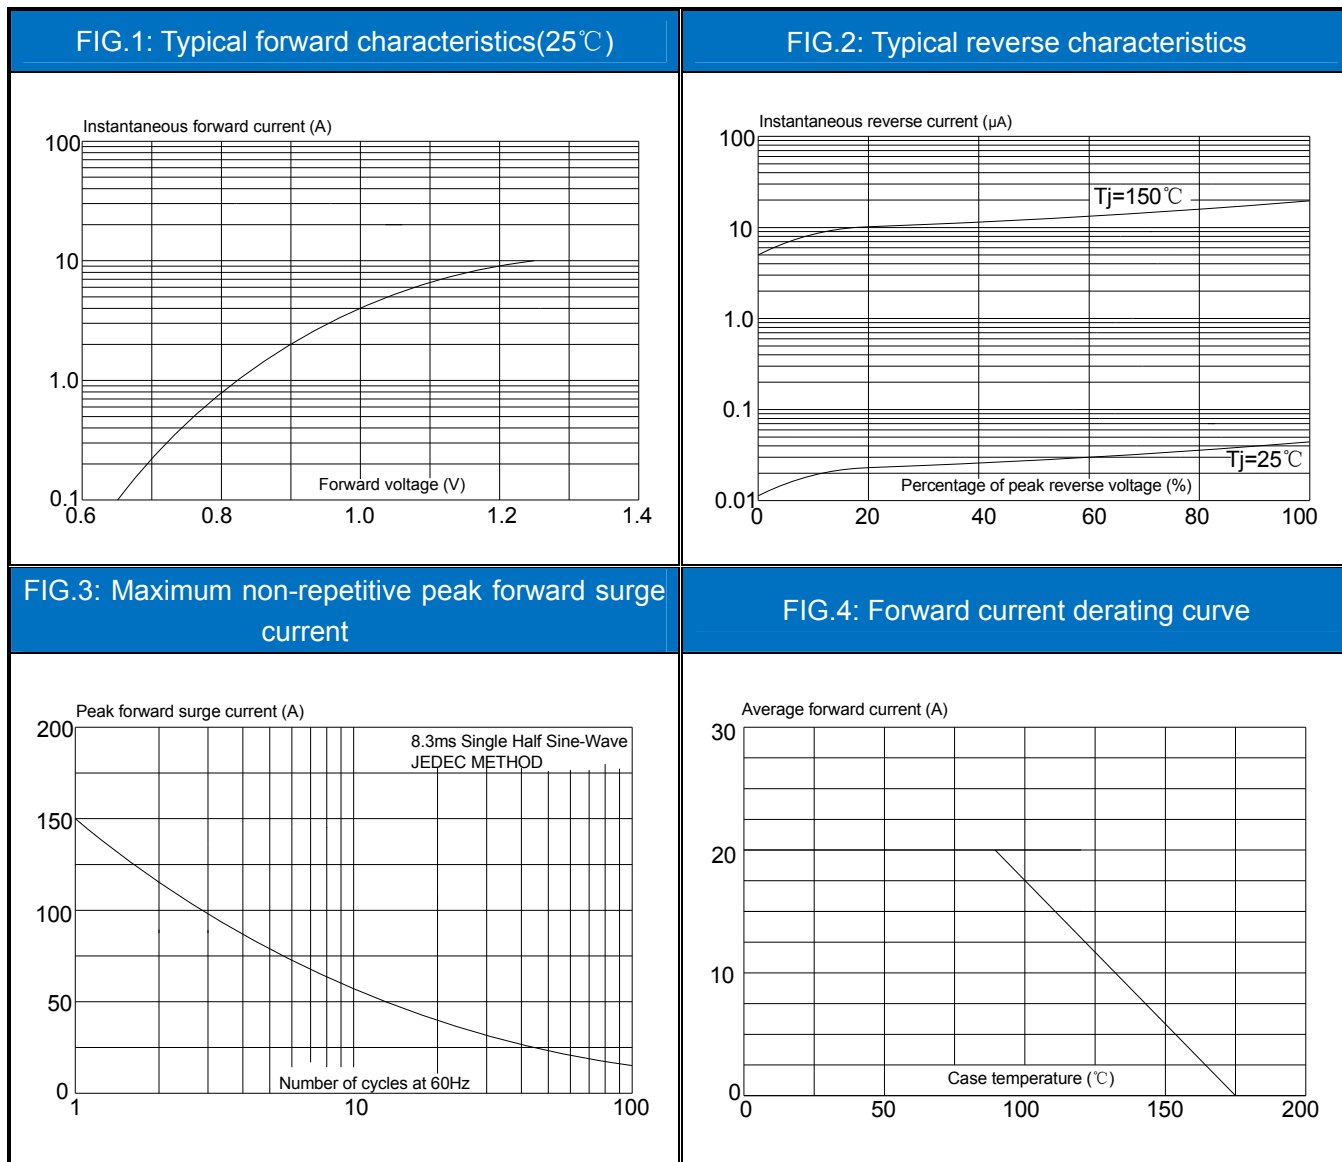 FIG.1: Typical forward characteristics(25℃)
FIG.2: Typical reverse characteristics
Instantaneous forward current (A)
100
10
1.0
0.1
Forward voltage (V)
0.6
0.8
1.0
1.2
1.4
Instantaneous reverse current (μA)
100
Tj=150℃
10
1.0
0.1
Tj=25℃
0.01
Percentage of peak reverse voltage (%)
0
20
40
60
80
100
FIG.3: Maximum non-repetitive peak forward surge
current
FIG.4: Forward current derating curve
Peak forward surge current (A)
200
8.3ms Single Half Sine-Wave
JEDEC METHOD
150
100
50
0
Number of cycles at 60Hz
1
10
100
Average forward current (A)
30
20
10
0
Case temperature (℃)
0
50
100
150
200